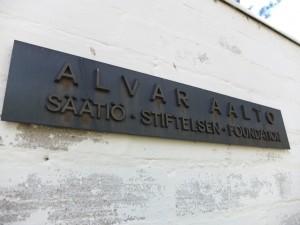 ALVAR AALTO
SÄÄTIÖ · STIFTELSEN · FOUNDATION